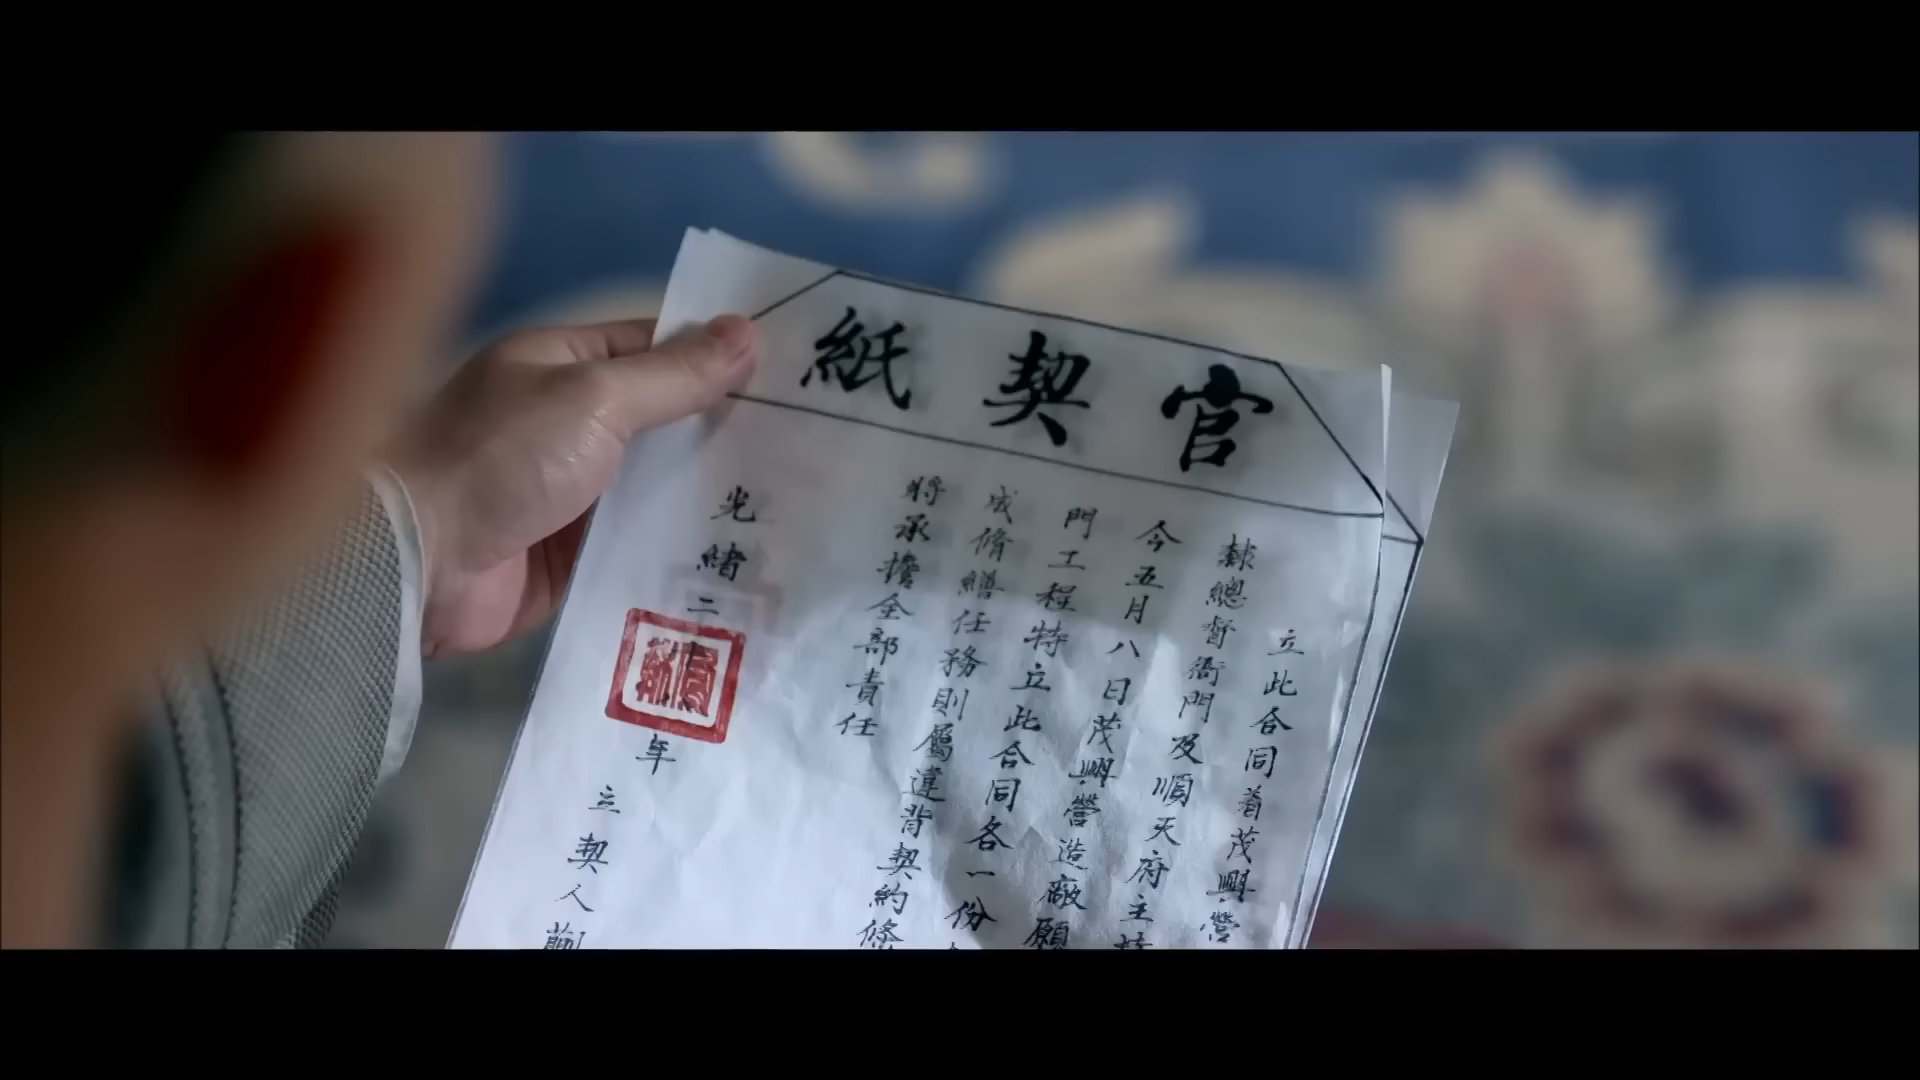 官契紙
立此合同着茂興營
隸總督衙門及順天府主持
今五月八日茂興營造廠願
門工程特立此合同各一份
成修繕任務則屬違背契約條
將承擔全部責任
光緒二十年
立契人